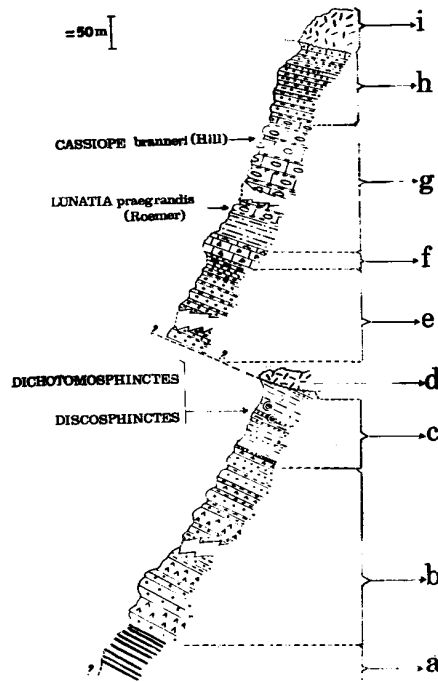 ≃50m
i
h
CASSIOPE branneri (Hill)
g
LUNATIA praegrandis
(Roemer)
f
e
? ?
d
DICHOTOMOSPHINCTES
DISCOSPHINCTES
c
b
?
a